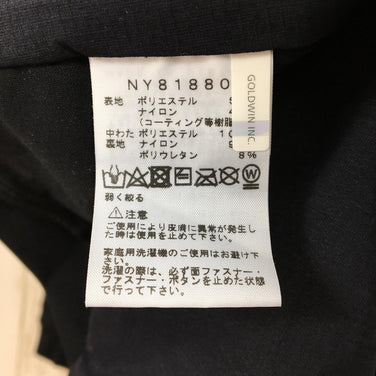 NY81880
表地 ポリエステル
ナイロン
(コーティング等樹脂
中わた ポリエステル 10
裏地 ナイロン 9
ポリウレタン 8%
W
弱く絞る
⚠注意
ご使用により皮膚に異常が発生し
た時は使用を止めて下さい。
家庭用洗濯機のご使用はお避け下
さい。
洗濯の際は、必ず面ファスナー・
ファスナー・ボタンを止めた状態
で行って下さい。
GOLDWIN INC.